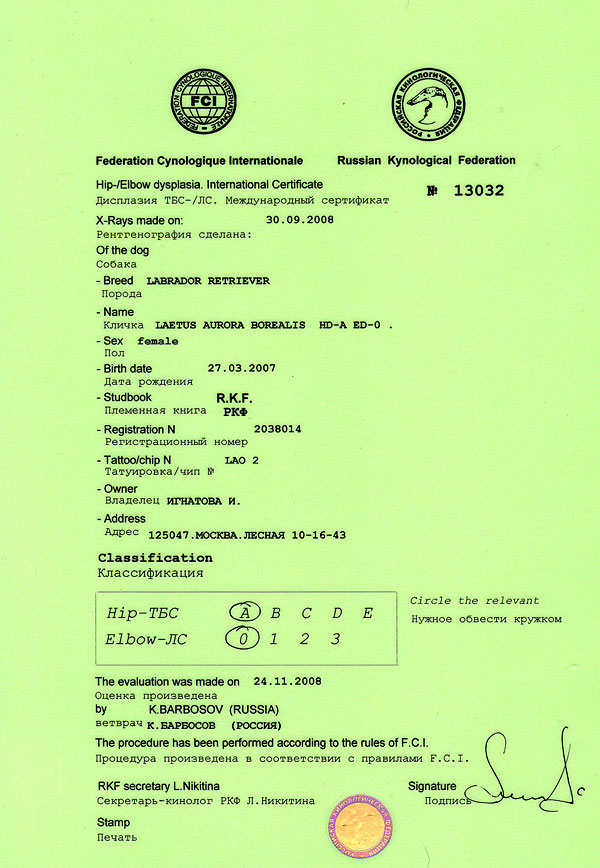 FEDERATION CYNOLOGIQUE INTERNATIONALE
FCI
РОССИЙСКАЯ КИНОЛОГИЧЕСКАЯ ФЕДЕРАЦИЯ
Federation Cynologique Internationale Russian Kynological Federation
Hip-/Elbow dysplasia. International Certificate № 13032
Дисплазия ТБС-/ЛС. Международный сертификат
X-Rays made on: 30.09.2008
Рентгенография сделана:
Of the dog
Собака
- Breed LABRADOR RETRIEVER
Порода
- Name
Кличка LAETUS AURORA BOREALIS HD-A ED-0 .
- Sex female
Пол
- Birth date 27.03.2007
Дата рождения
- Studbook R.K.F.
Племенная книга РКФ
- Registration N 2038014
Регистрационный номер
- Tattoo/chip N LAO 2
Татуировка/чип №
- Owner
Владелец ИГНАТОВА И.
- Address
Адрес 125047.МОСКВА.ЛЕСНАЯ 10-16-43
Classification
Классификация
Hip-ТБС A B C D E
Elbow-ЛС 0 1 2 3
Circle the relevant
Нужное обвести кружком
The evaluation was made on 24.11.2008
Оценка произведена
by K.BARBOSOV (RUSSIA)
ветврач К.БАРБОСОВ (РОССИЯ)
The procedure has been performed according to the rules of F.C.I.
Процедура произведена в соответствии с правилами F.C.I.
RKF secretary L.Nikitina Signature
Секретарь-кинолог РКФ Л.Никитина Подпись
Stamp
Печать